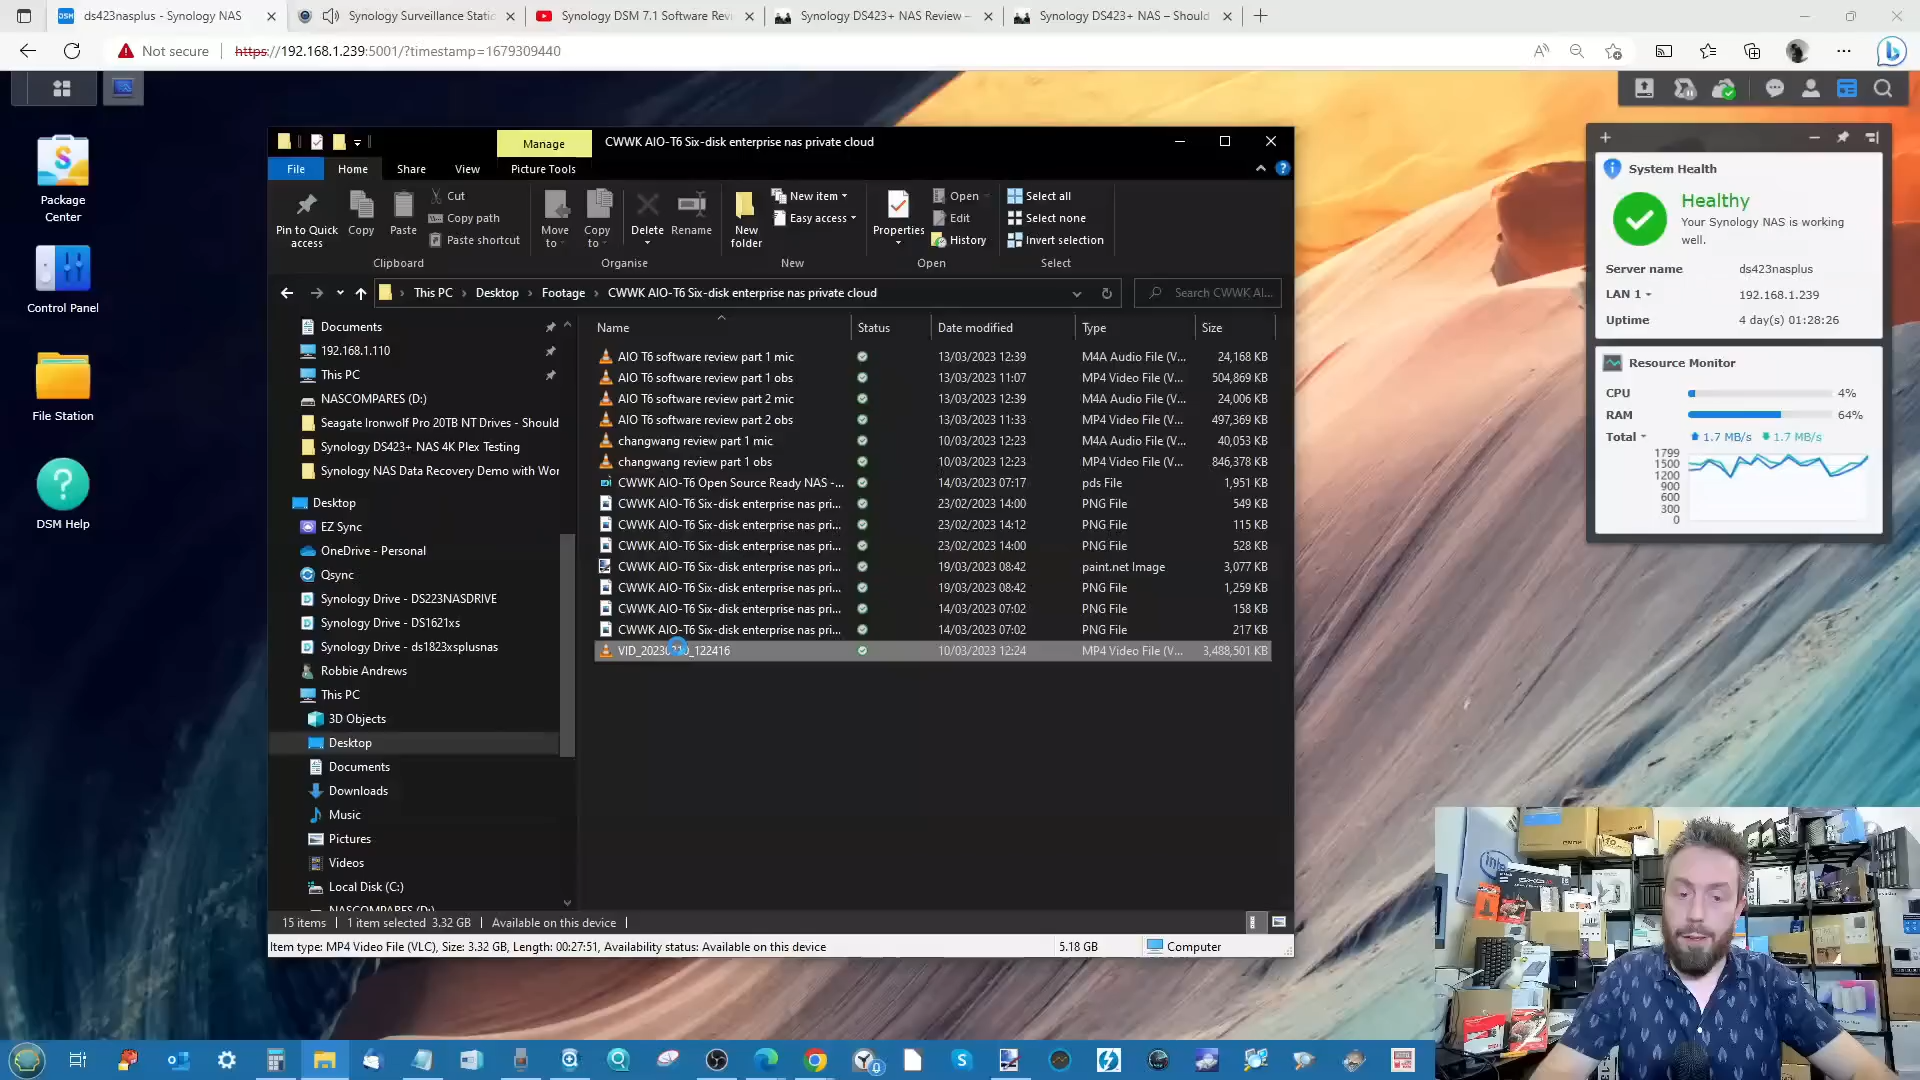 ds423nasplus - Synology NAS
Synology Surveillance Static
Synology DSM 7.1 Software Revi
Synology DS423+ NAS Review –
Synology DS423+ NAS – Should
Not secure
https://192.168.1.239:5001/?timestamp=1679309440
Package
Center
Control Panel
File Station
DSM Help
Manage
CWWK AIO-T6 Six-disk enterprise nas private cloud
File
Home
Share
View
Picture Tools
Pin to Quick
access
Copy
Paste
Cut
Copy path
Paste shortcut
Clipboard
Move
to
Copy
to
Delete
Rename
Organise
New
folder
New item
Easy access
New
Properties
Open
Edit
History
Open
Select all
Select none
Invert selection
Select
This PC > Desktop > Footage > CWWK AIO-T6 Six-disk enterprise nas private cloud
Search CWWK AI...
Documents
192.168.1.110
This PC
NASCOMPARES (D:)
Seagate Ironwolf Pro 20TB NT Drives - Should
Synology DS423+ NAS 4K Plex Testing
Synology NAS Data Recovery Demo with Wor
Desktop
EZ Sync
OneDrive - Personal
Qsync
Synology Drive - DS223NASDRIVE
Synology Drive - DS1621xs
Synology Drive - ds1823xsplusnas
Robbie Andrews
This PC
3D Objects
Desktop
Documents
Downloads
Music
Pictures
Videos
Local Disk (C:)
NASCOMPARES (D:)
Name Status Date modified Type Size
AIO T6 software review part 1 mic 13/03/2023 12:39 M4A Audio File (V... 24,168 KB
AIO T6 software review part 1 obs 13/03/2023 11:07 MP4 Video File (V... 504,869 KB
AIO T6 software review part 2 mic 13/03/2023 12:39 M4A Audio File (V... 24,006 KB
AIO T6 software review part 2 obs 13/03/2023 11:33 MP4 Video File (V... 497,369 KB
changwang review part 1 mic 10/03/2023 12:23 M4A Audio File (V... 40,053 KB
changwang review part 1 obs 10/03/2023 12:23 MP4 Video File (V... 846,378 KB
CWWK AIO-T6 Open Source Ready NAS -... 14/03/2023 07:17 pds File 1,951 KB
CWWK AIO-T6 Six-disk enterprise nas pri... 23/02/2023 14:00 PNG File 549 KB
CWWK AIO-T6 Six-disk enterprise nas pri... 23/02/2023 14:12 PNG File 115 KB
CWWK AIO-T6 Six-disk enterprise nas pri... 23/02/2023 14:00 PNG File 528 KB
CWWK AIO-T6 Six-disk enterprise nas pri... 19/03/2023 08:42 paint.net Image 3,077 KB
CWWK AIO-T6 Six-disk enterprise nas pri... 19/03/2023 08:42 PNG File 1,259 KB
CWWK AIO-T6 Six-disk enterprise nas pri... 14/03/2023 07:02 PNG File 158 KB
CWWK AIO-T6 Six-disk enterprise nas pri... 14/03/2023 07:02 PNG File 217 KB
10/03/2023 12:24 MP4 Video File (V... 3,488,501 KB
15 items 1 item selected 3.32 GB Available on this device
Item type: MP4 Video File (VLC), Size: 3.32 GB, Length: 00:27:51, Availability status: Available on this device 5.18 GB Computer
System Health
Healthy
Your Synology NAS is working
well.
Server name ds423nasplus
LAN 1 192.168.1.239
Uptime 4 day(s) 01:28:26
Resource Monitor
CPU 4%
RAM 64%
Total 1.7 MB/s 1.7 MB/s
1799
1500
1200
900
600
300
0
intel